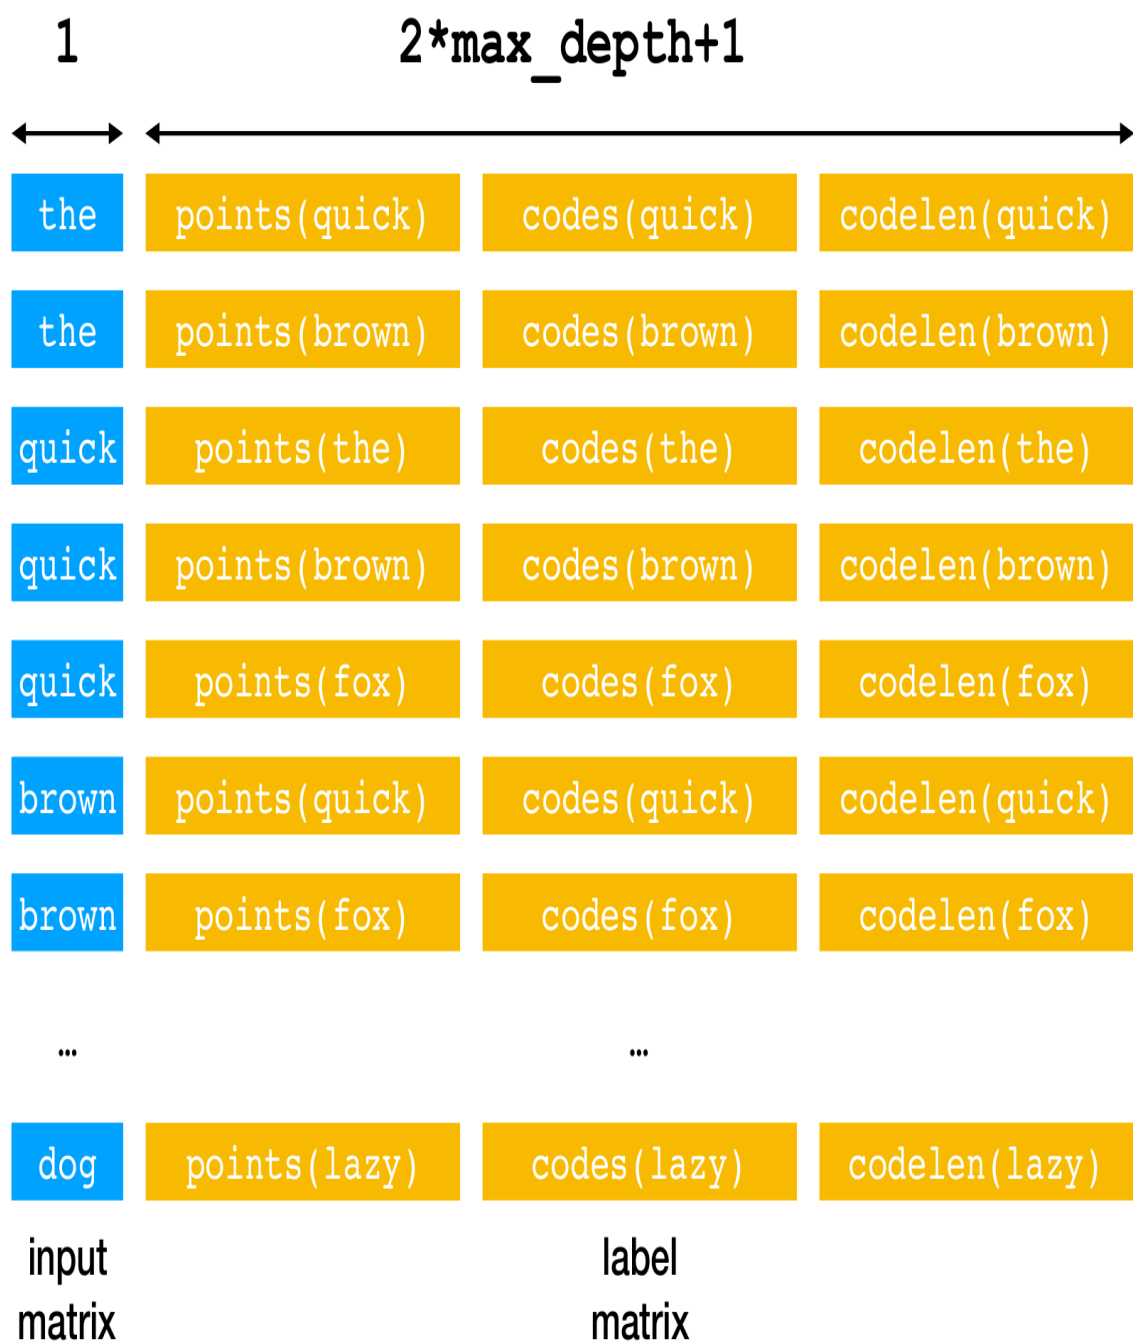 1 2*max_depth+1
the points(quick) codes(quick) codelen(quick)
the points(brown) codes(brown) codelen(brown)
quick points(the) codes(the) codelen(the)
quick points(brown) codes(brown) codelen(brown)
quick points(fox) codes(fox) codelen(fox)
brown points(quick) codes(quick) codelen(quick)
brown points(fox) codes(fox) codelen(fox)
… …
dog points(lazy) codes(lazy) codelen(lazy)
input label
matrix matrix